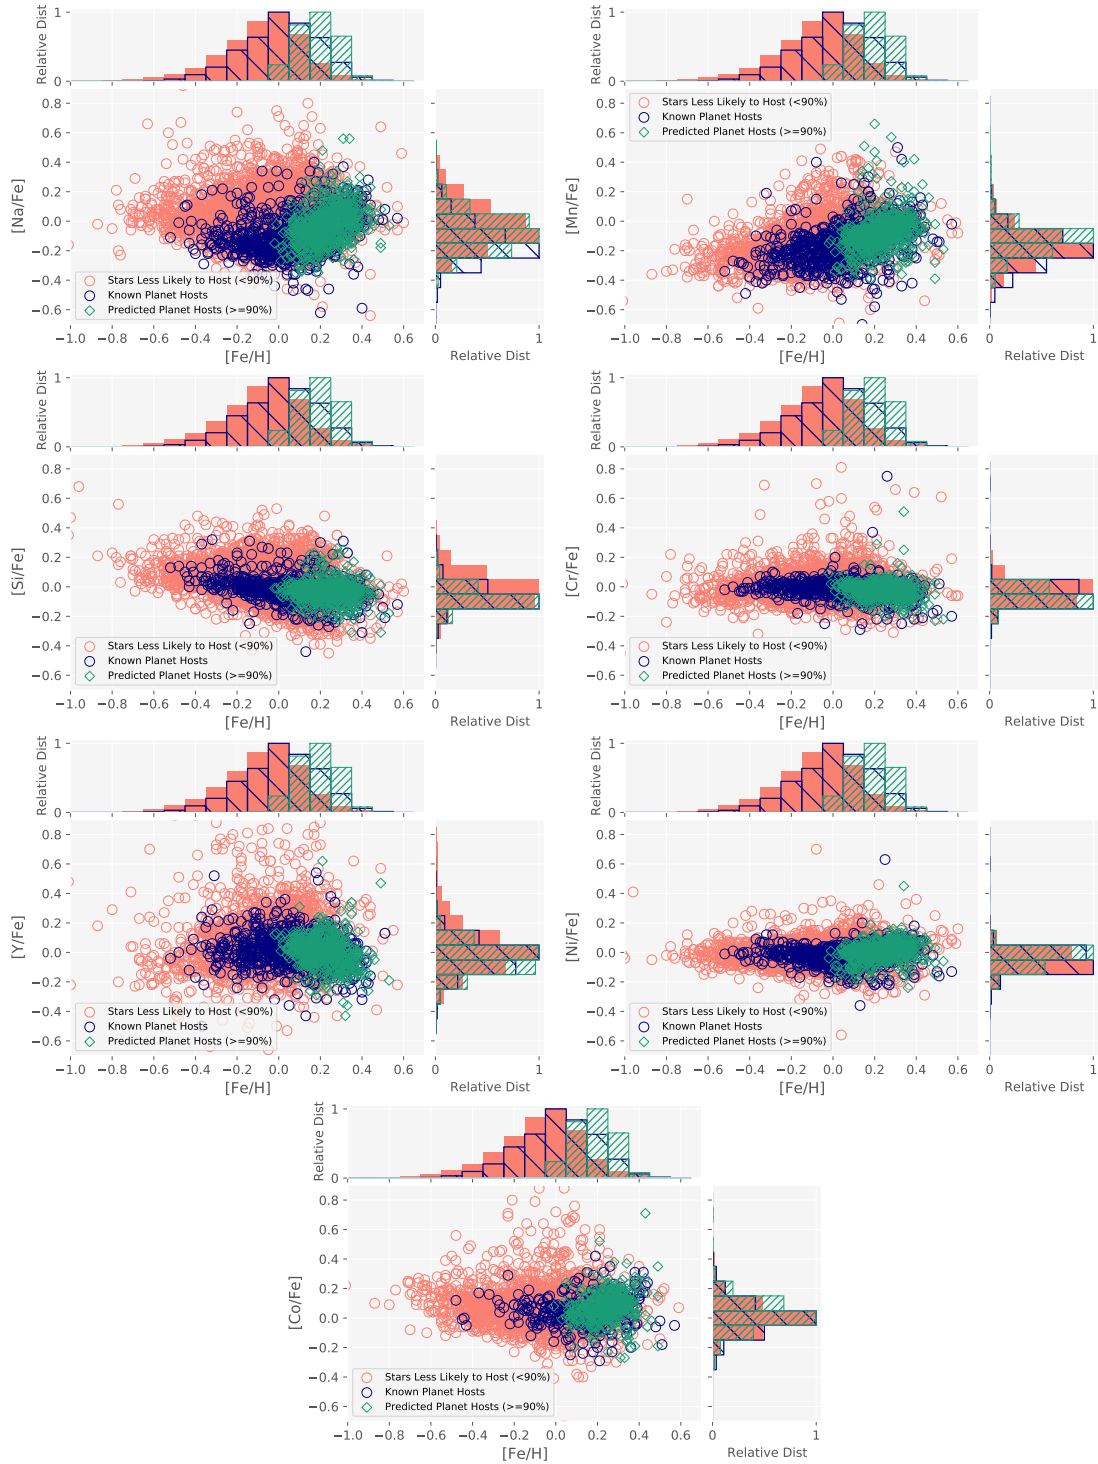 Relative Dist
1
0
Relative Dist
1
0
[Na/Fe]
0.8
0.6
0.4
0.2
0.0
−0.2
−0.4
−0.6
Stars Less Likely to Host (<90%)
Known Planet Hosts
Predicted Planet Hosts (>=90%)
−1.0 −0.8 −0.6 −0.4 −0.2 0.0 0.2 0.4 0.6
[Fe/H]
0 1
Relative Dist
[Mn/Fe]
0.8
0.6
0.4
0.2
0.0
−0.2
−0.4
−0.6
Stars Less Likely to Host (<90%)
Known Planet Hosts
Predicted Planet Hosts (>=90%)
−1.0 −0.8 −0.6 −0.4 −0.2 0.0 0.2 0.4 0.6
[Fe/H]
0 1
Relative Dist
Relative Dist
1
0
Relative Dist
1
0
[Si/Fe]
0.8
0.6
0.4
0.2
0.0
−0.2
−0.4
−0.6
Stars Less Likely to Host (<90%)
Known Planet Hosts
Predicted Planet Hosts (>=90%)
−1.0 −0.8 −0.6 −0.4 −0.2 0.0 0.2 0.4 0.6
[Fe/H]
0 1
Relative Dist
[Cr/Fe]
0.8
0.6
0.4
0.2
0.0
−0.2
−0.4
−0.6
Stars Less Likely to Host (<90%)
Known Planet Hosts
Predicted Planet Hosts (>=90%)
−1.0 −0.8 −0.6 −0.4 −0.2 0.0 0.2 0.4 0.6
[Fe/H]
0 1
Relative Dist
Relative Dist
1
0
Relative Dist
1
0
[Y/Fe]
0.8
0.6
0.4
0.2
0.0
−0.2
−0.4
−0.6
Stars Less Likely to Host (<90%)
Known Planet Hosts
Predicted Planet Hosts (>=90%)
−1.0 −0.8 −0.6 −0.4 −0.2 0.0 0.2 0.4 0.6
[Fe/H]
0 1
Relative Dist
[Ni/Fe]
0.8
0.6
0.4
0.2
0.0
−0.2
−0.4
−0.6
Stars Less Likely to Host (<90%)
Known Planet Hosts
Predicted Planet Hosts (>=90%)
−1.0 −0.8 −0.6 −0.4 −0.2 0.0 0.2 0.4 0.6
[Fe/H]
0 1
Relative Dist
Relative Dist
1
0
[Co/Fe]
0.8
0.6
0.4
0.2
0.0
−0.2
−0.4
−0.6
Stars Less Likely to Host (<90%)
Known Planet Hosts
Predicted Planet Hosts (>=90%)
−1.0 −0.8 −0.6 −0.4 −0.2 0.0 0.2 0.4 0.6
[Fe/H]
0 1
Relative Dist